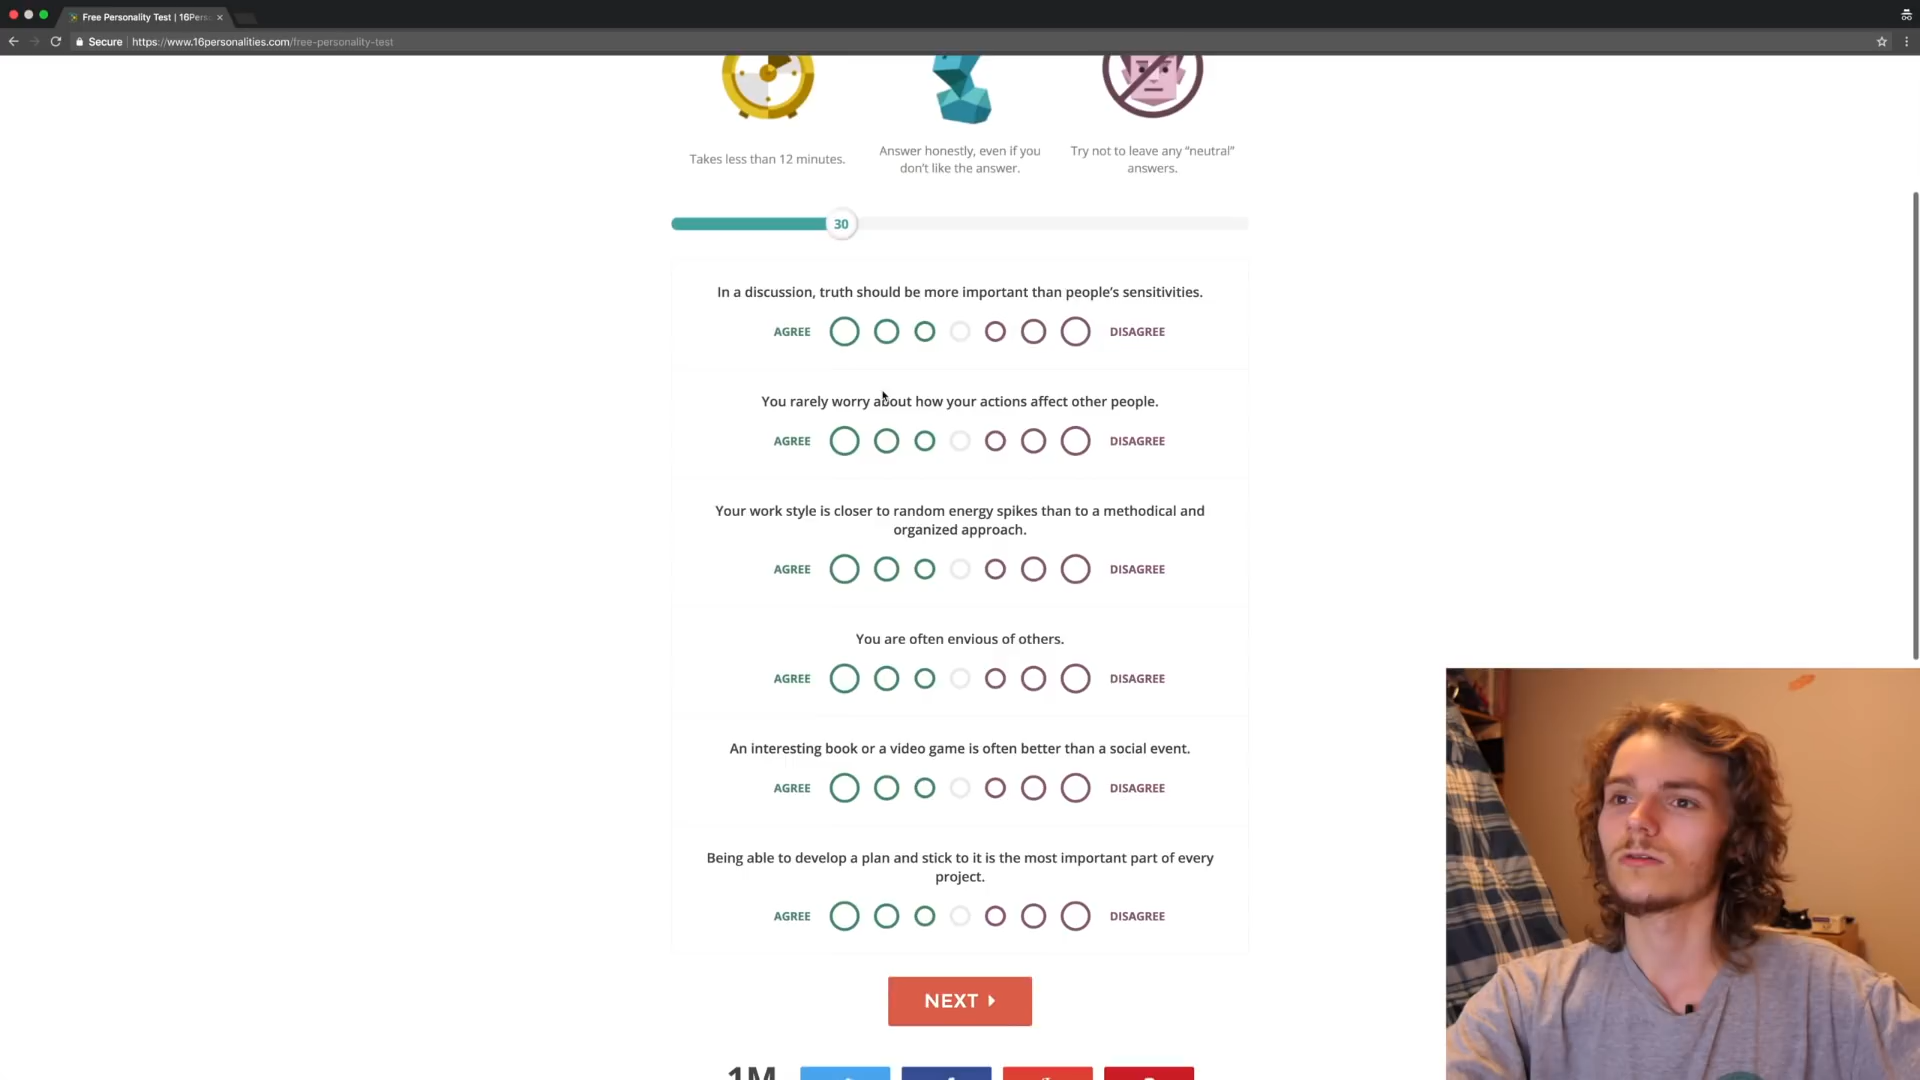 Free Personality Test | 16Pers
Secure
https://www.16personalities.com/free-personality-test
Takes less than 12 minutes.
Answer honestly, even if you
don't like the answer.
Try not to leave any “neutral”
answers.
30
In a discussion, truth should be more important than people's sensitivities.
AGREE DISAGREE
You rarely worry about how your actions affect other people.
AGREE DISAGREE
Your work style is closer to random energy spikes than to a methodical and
organized approach.
AGREE DISAGREE
You are often envious of others.
AGREE DISAGREE
An interesting book or a video game is often better than a social event.
AGREE DISAGREE
Being able to develop a plan and stick to it is the most important part of every
project.
AGREE DISAGREE
NEXT
1M